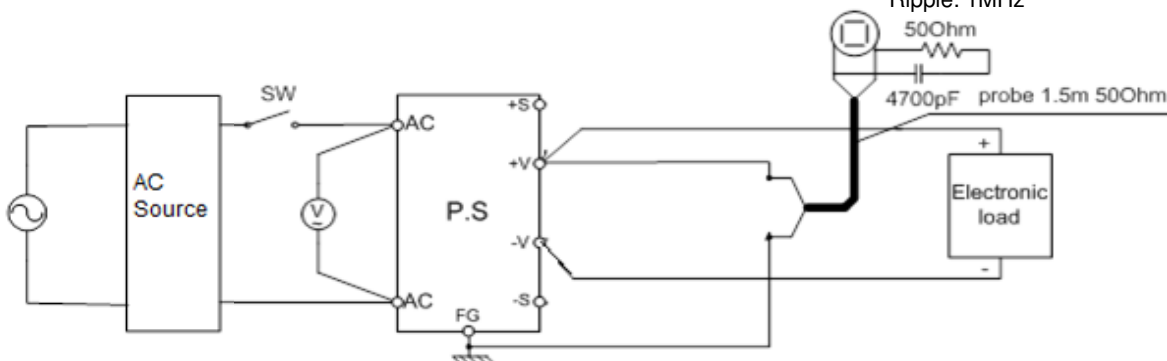 Ripple: 1MHz
50Ohm
4700pF
probe 1.5m 50Ohm
SW
AC
Source
V
AC
AC
+S
+V
-V
-S
P.S
FG
+
Electronic
load
-